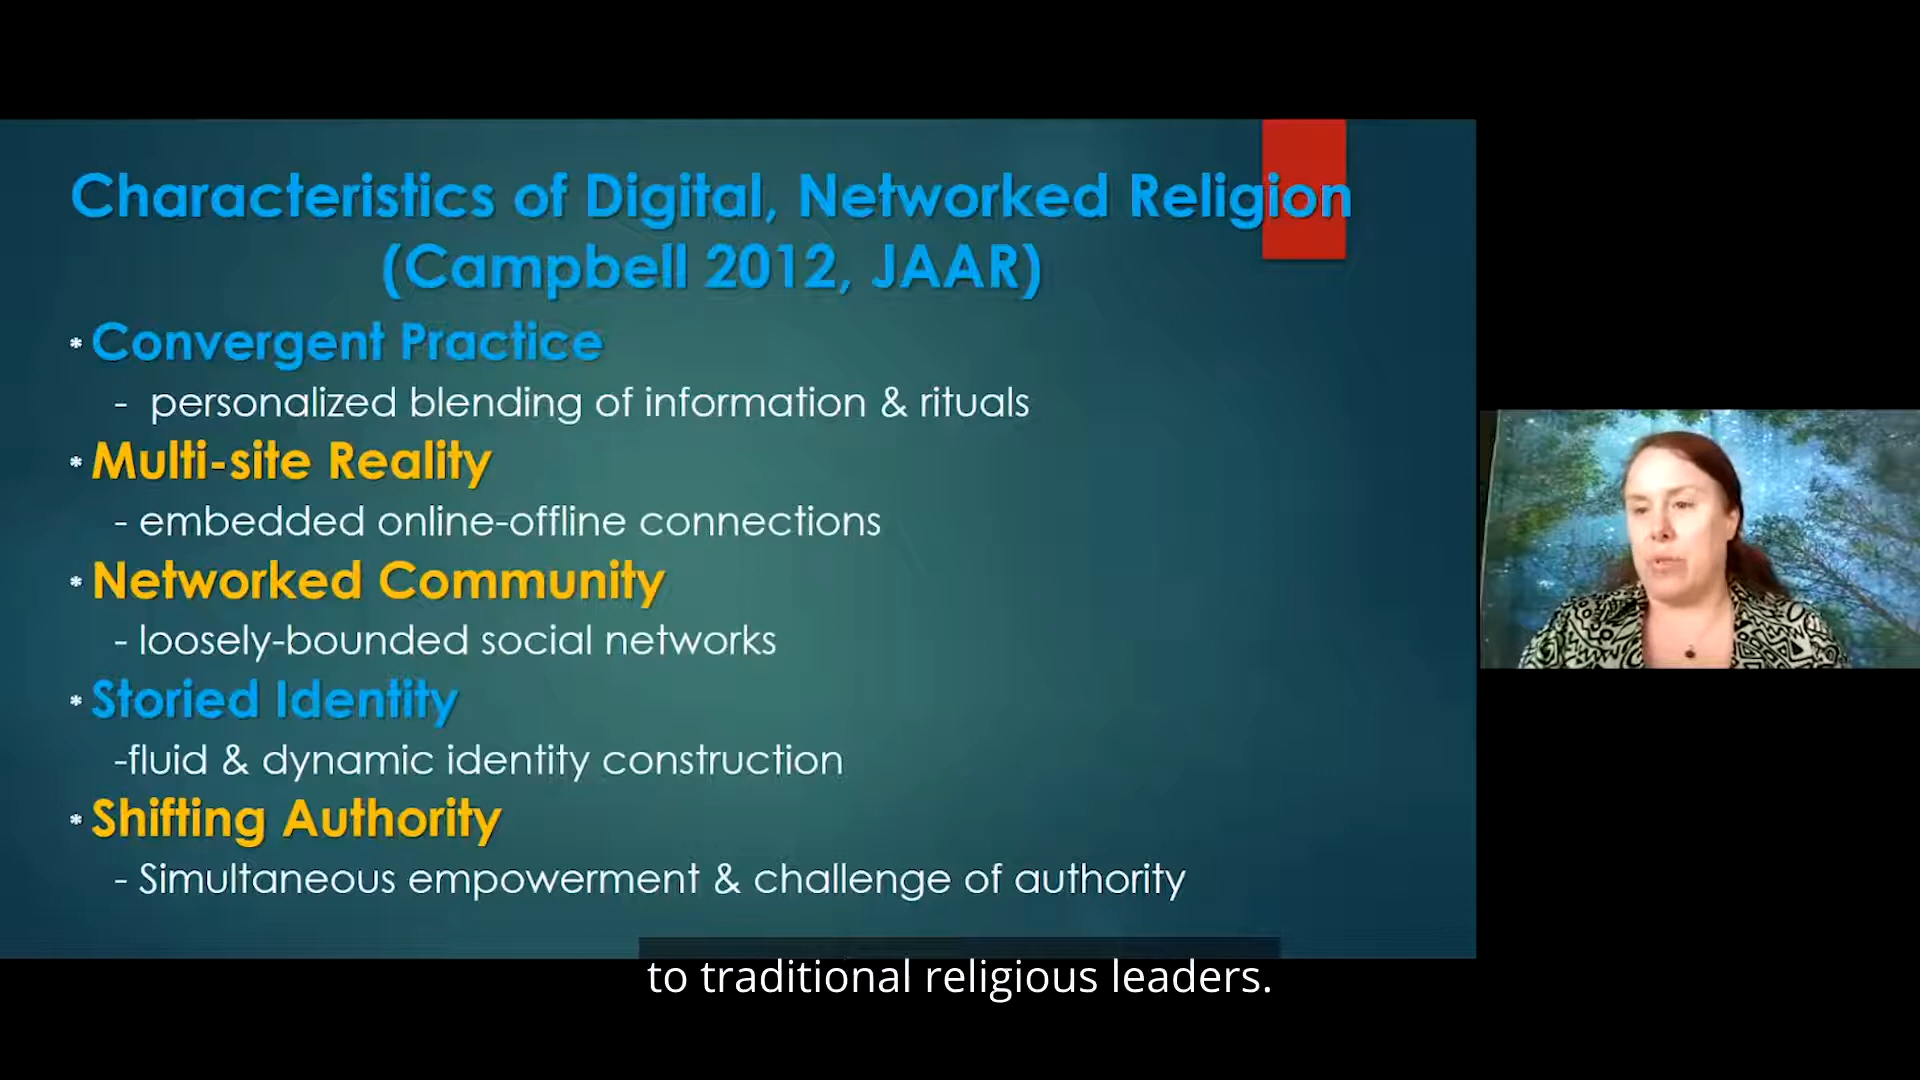 Characteristics of Digital, Networked Religion
(Campbell 2012, JAAR)
* Convergent Practice
- personalized blending of information & rituals
* Multi-site Reality
- embedded online-offline connections
* Networked Community
- loosely-bounded social networks
* Storied Identity
-fluid & dynamic identity construction
* Shifting Authority
- Simultaneous empowerment & challenge of authority
to traditional religious leaders.